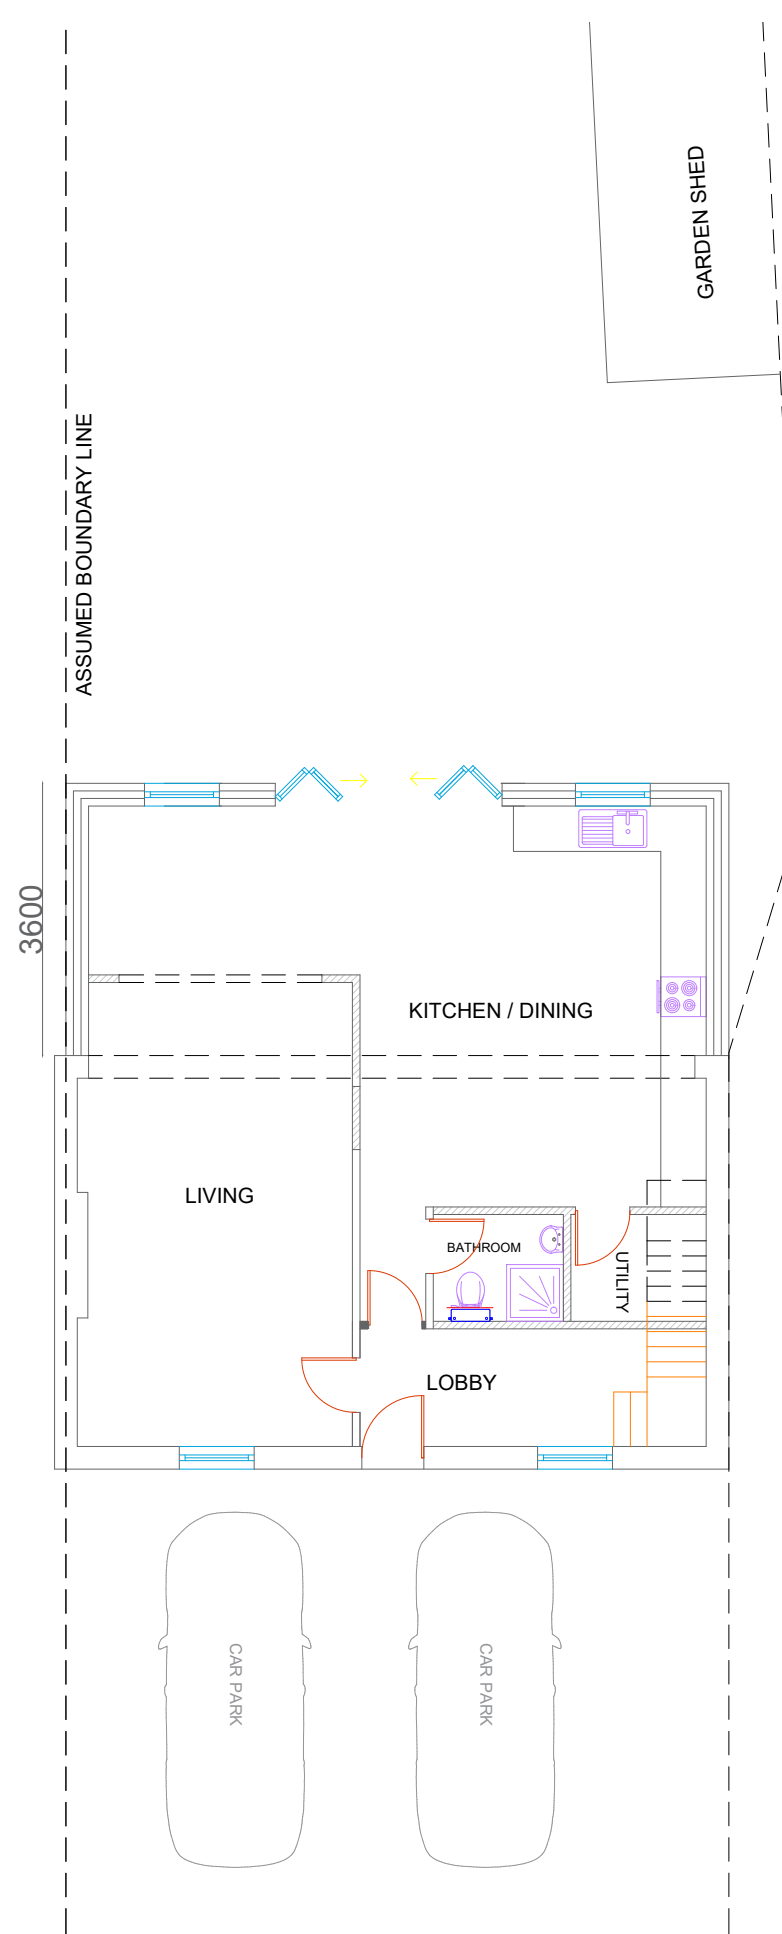 GARDEN SHED
ASSUMED BOUNDARY LINE
3600
KITCHEN / DINING
LIVING
BATHROOM
UTILITY
LOBBY
CAR PARK
CAR PARK